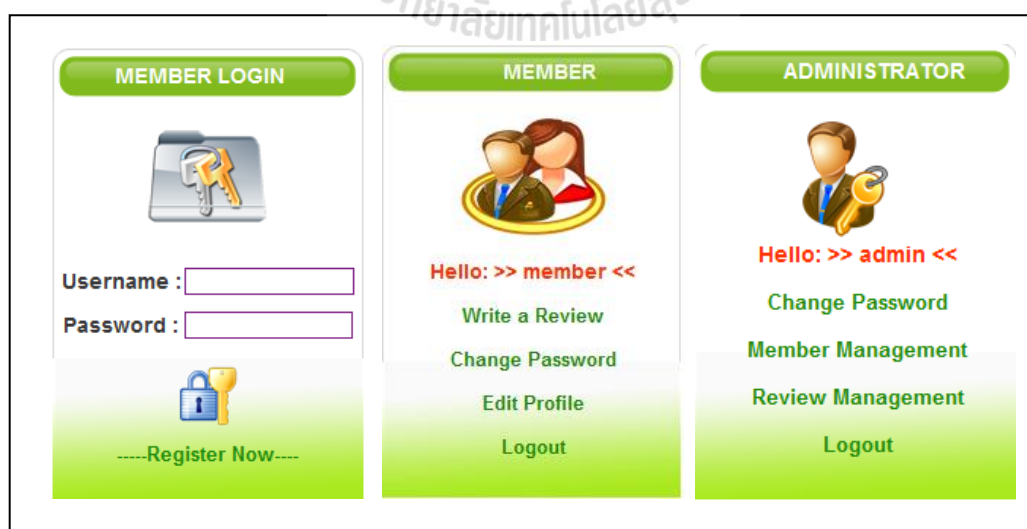 MEMBER LOGIN
Username :
Password :
-----Register Now----
MEMBER
Hello: >> member <<
Write a Review
Change Password
Edit Profile
Logout
ADMINISTRATOR
Hello: >> admin <<
Change Password
Member Management
Review Management
Logout